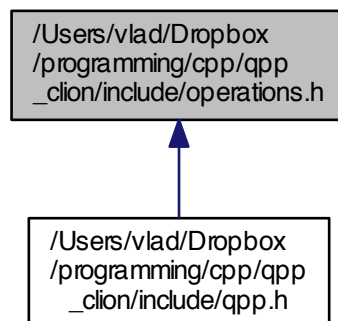 /Users/vlad/Dropbox
/programming/cpp/qpp
_clion/include/operations.h
/Users/vlad/Dropbox
/programming/cpp/qpp
_clion/include/qpp.h